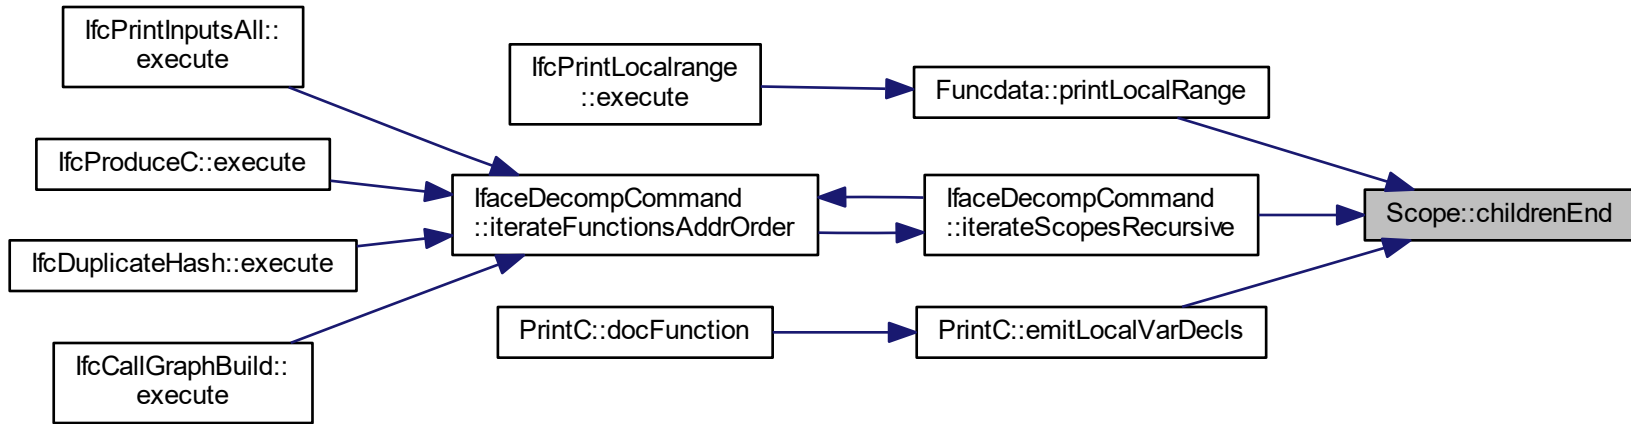 IfcPrintInputsAll::
execute
IfcProduceC::execute
IfcDuplicateHash::execute
IfcCallGraphBuild::
execute
IfcPrintLocalrange
::execute
IfaceDecompCommand
::iterateFunctionsAddrOrder
PrintC::docFunction
Funcdata::printLocalRange
IfaceDecompCommand
::iterateScopesRecursive
PrintC::emitLocalVarDecls
Scope::childrenEnd